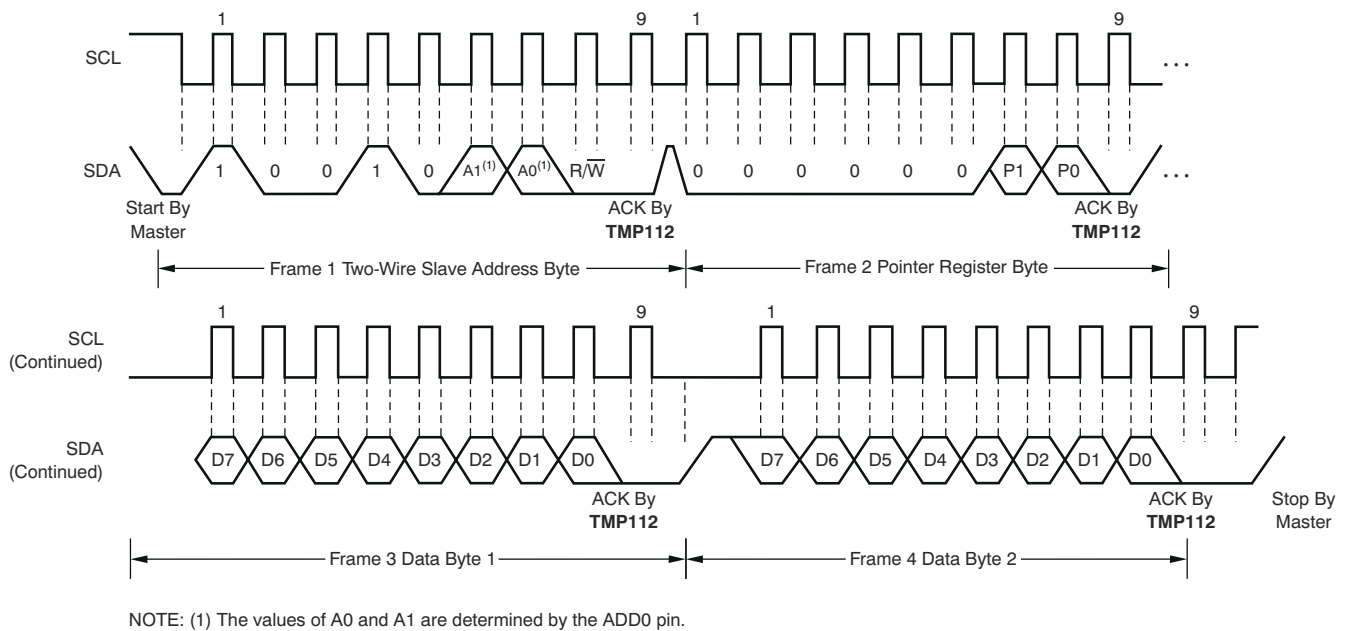 1 9 1 9
SCL ...
SDA 1 0 0 1 0 A1(1) A0(1) R/W̅ 0 0 0 0 0 0 P1 P0 ...
Start By
Master
ACK By
TMP112
ACK By
TMP112
Frame 1 Two-Wire Slave Address Byte
Frame 2 Pointer Register Byte
1 9 1 9
SCL
(Continued)
SDA
(Continued)
D7 D6 D5 D4 D3 D2 D1 D0 D7 D6 D5 D4 D3 D2 D1 D0
ACK By
TMP112
ACK By
TMP112
Stop By
Master
Frame 3 Data Byte 1
Frame 4 Data Byte 2
NOTE: (1) The values of A0 and A1 are determined by the ADD0 pin.